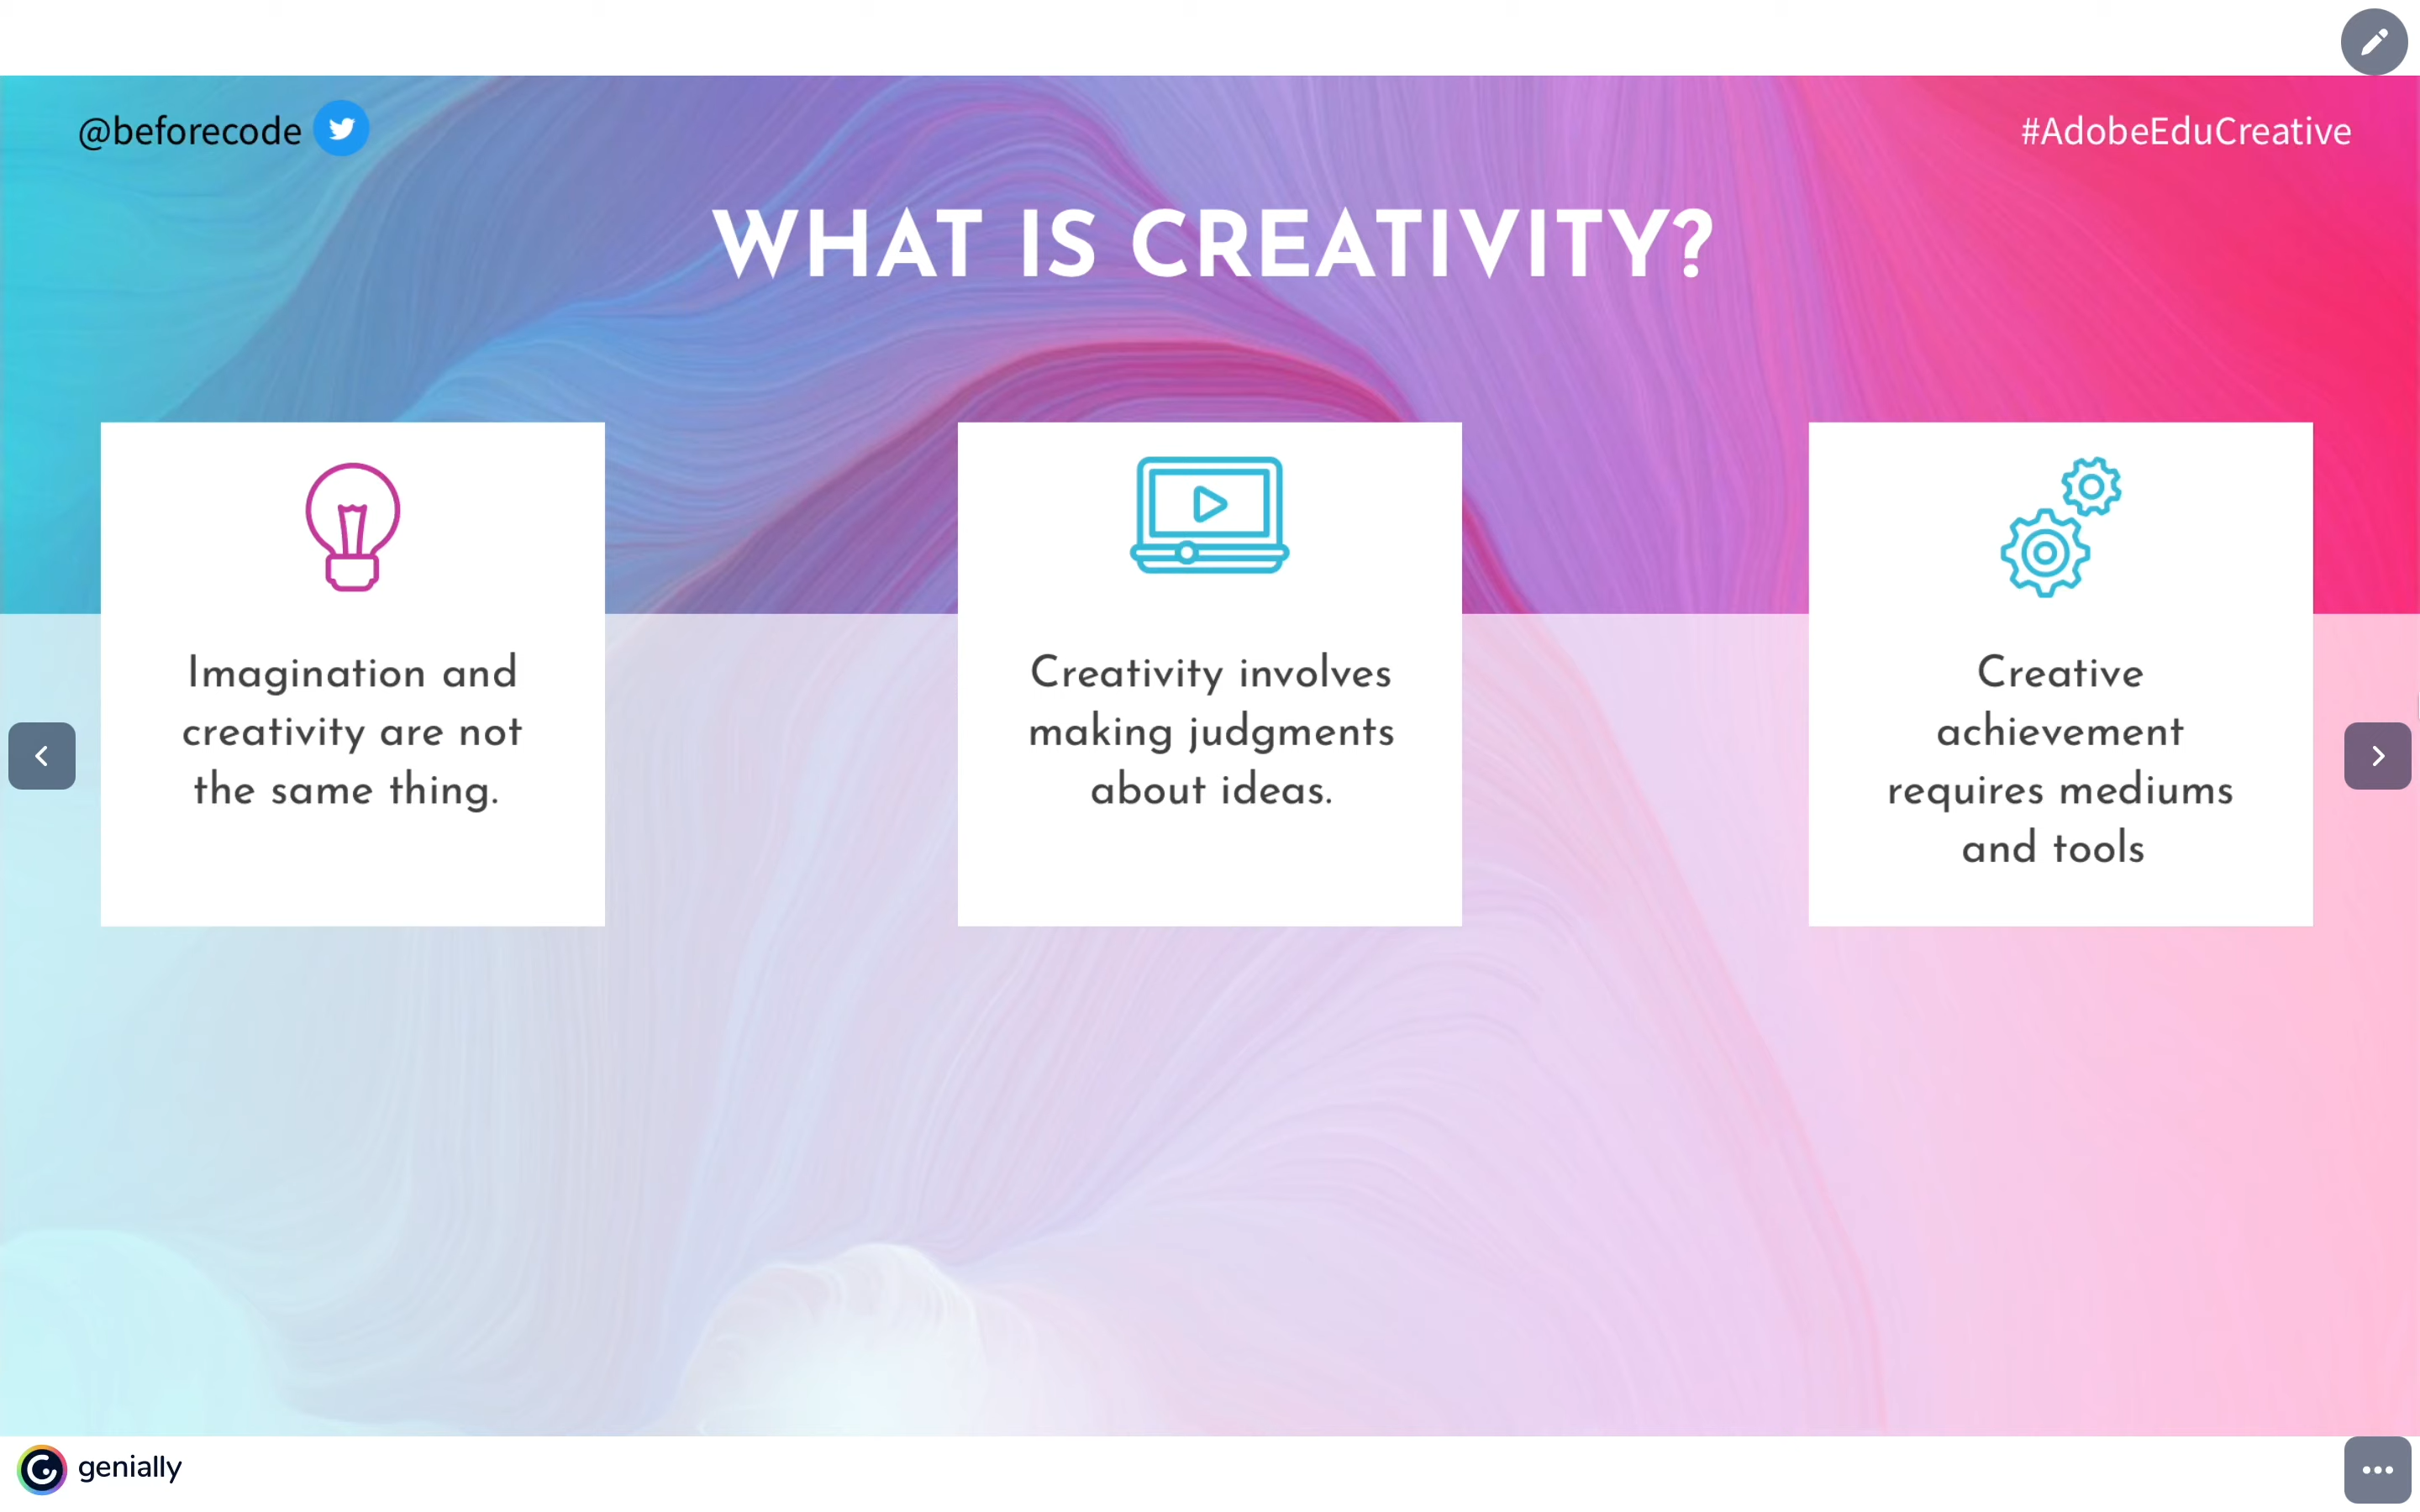 @beforecode
#AdobeEduCreative
WHAT IS CREATIVITY?
Imagination and
creativity are not
the same thing.
Creativity involves
making judgments
about ideas.
Creative
achievement
requires mediums
and tools
genially